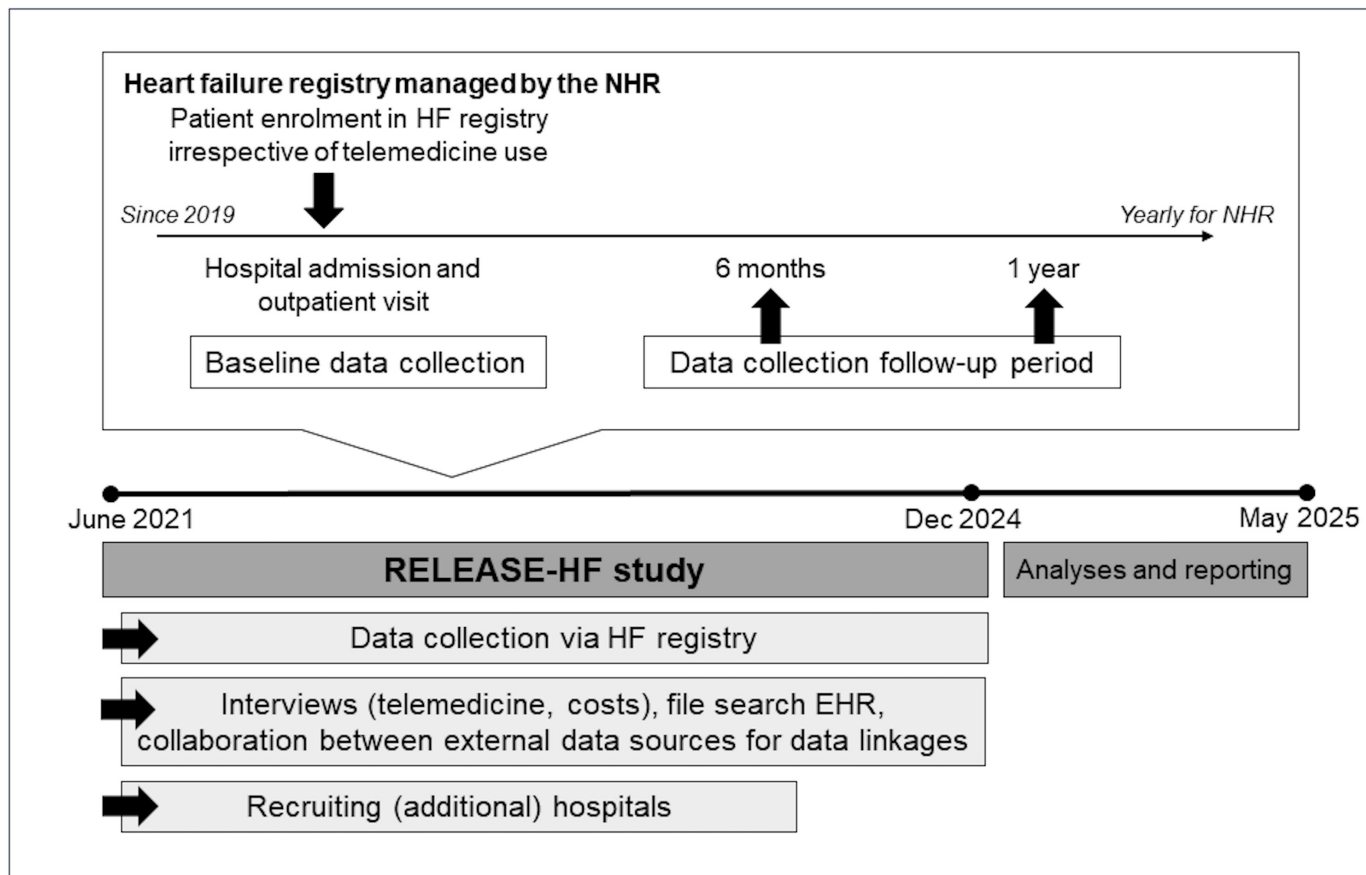 Heart failure registry managed by the NHR
Patient enrolment in HF registry
irrespective of telemedicine use
Since 2019
Yearly for NHR
Hospital admission and
outpatient visit
6 months
1 year
Baseline data collection
Data collection follow-up period
June 2021
Dec 2024
May 2025
RELEASE-HF study
Analyses and reporting
Data collection via HF registry
Interviews (telemedicine, costs), file search EHR,
collaboration between external data sources for data linkages
Recruiting (additional) hospitals